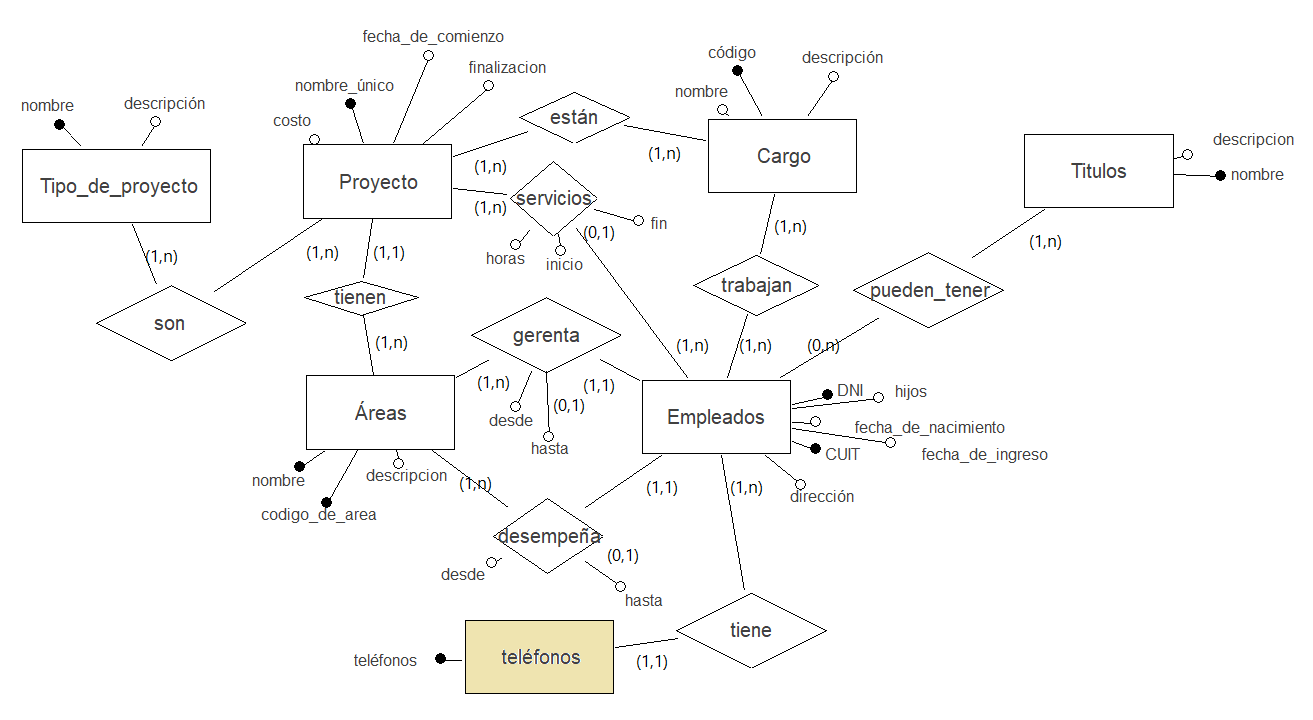 fecha_de_comienzo
finalizacion
nombre_único
costo
nombre
descripción
código
descripción
nombre
están
Cargo
Titulos
descripcion
nombre
Tipo_de_proyecto
Proyecto
(1,n)
(1,n)
servicios
(1,n)
fin
(0,1)
horas
inicio
(1,n)
(1,n)
(1,n)
(1,1)
(1,n)
son
tienen
trabajan
pueden_tener
gerenta
(1,n)
(1,n)
(1,n)
(0,n)
(1,n)
(1,1)
(0,1)
desde
hasta
Áreas
Empleados
DNI
hijos
fecha_de_nacimiento
CUIT
fecha_de_ingreso
dirección
nombre
descripcion
codigo_de_area
(1,n)
(1,1)
(1,n)
desempeña
(0,1)
desde
hasta
tiene
teléfonos
teléfonos
(1,1)